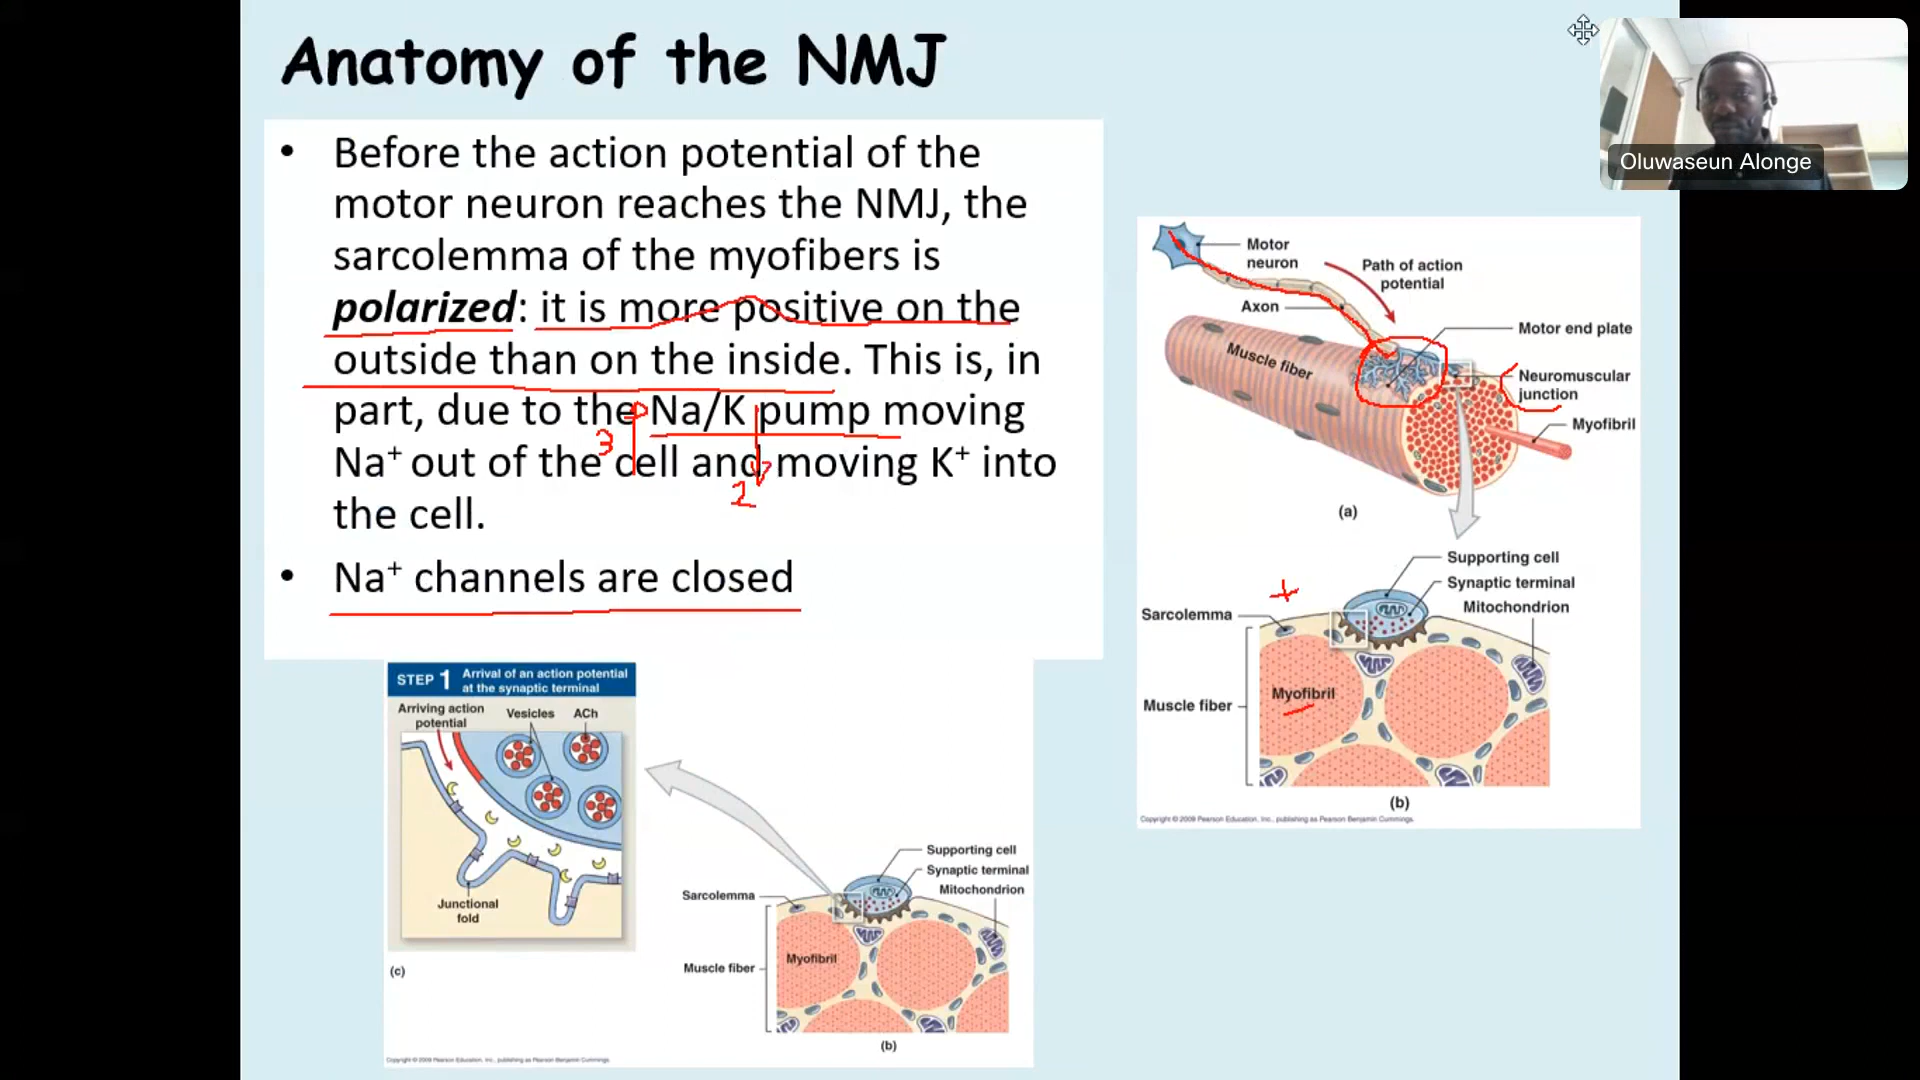 Anatomy of the NMJ
Oluwaseun Alonge
• Before the action potential of the
motor neuron reaches the NMJ, the
sarcolemma of the myofibers is
polarized: it is more positive on the
outside than on the inside. This is, in
part, due to the Na/K pump moving
Na⁺ out of the cell and moving K⁺ into
the cell.
3
2
• Na⁺ channels are closed
Motor
neuron
Path of action
potential
Axon
Motor end plate
Muscle fiber
Neuromuscular
junction
Myofibril
(a)
Supporting cell
Synaptic terminal
Mitochondrion
+
Sarcolemma
Myofibril
Muscle fiber
(b)
Copyright © 2009 Pearson Education, Inc., publishing as Pearson Benjamin Cummings.
STEP 1 Arrival of an action potential
at the synaptic terminal
Arriving action
potential
Vesicles
ACh
Junctional
fold
(c)
Supporting cell
Synaptic terminal
Mitochondrion
Sarcolemma
Myofibril
Muscle fiber
(b)
Copyright © 2009 Pearson Education, Inc., publishing as Pearson Benjamin Cummings.